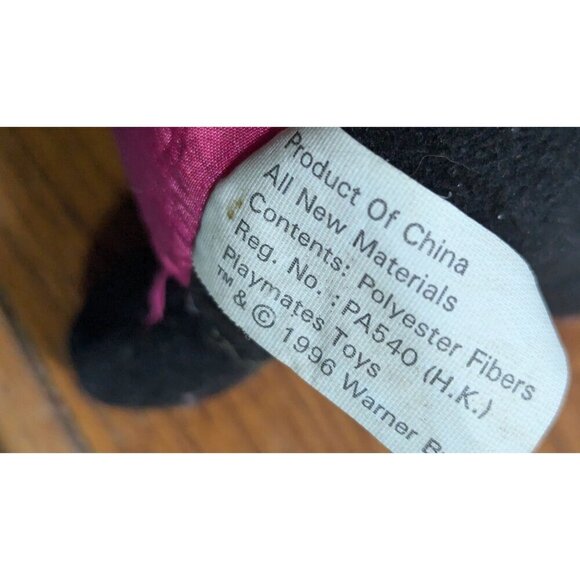 Product Of China
All New Materials
Contents: Polyester Fibers
Reg. No. : PA540 (H.K.)
Playmates Toys
™ & © 1996 Warner B